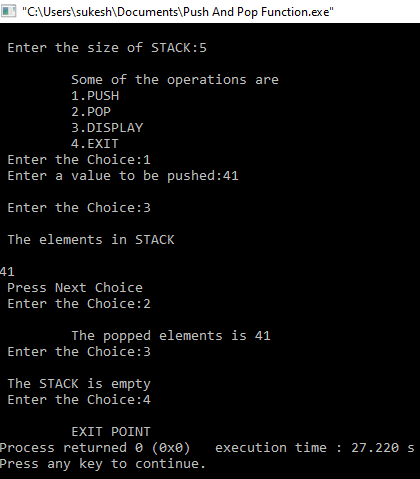 "C:\Users\sukesh\Documents\Push And Pop Function.exe"
Enter the size of STACK:5
Some of the operations are
1.PUSH
2.POP
3.DISPLAY
4.EXIT
Enter the Choice:1
Enter a value to be pushed:41
Enter the Choice:3
The elements in STACK
41
Press Next Choice
Enter the Choice:2
The popped elements is 41
Enter the Choice:3
The STACK is empty
Enter the Choice:4
EXIT POINT
Process returned 0 (0x0)   execution time : 27.220 s
Press any key to continue.